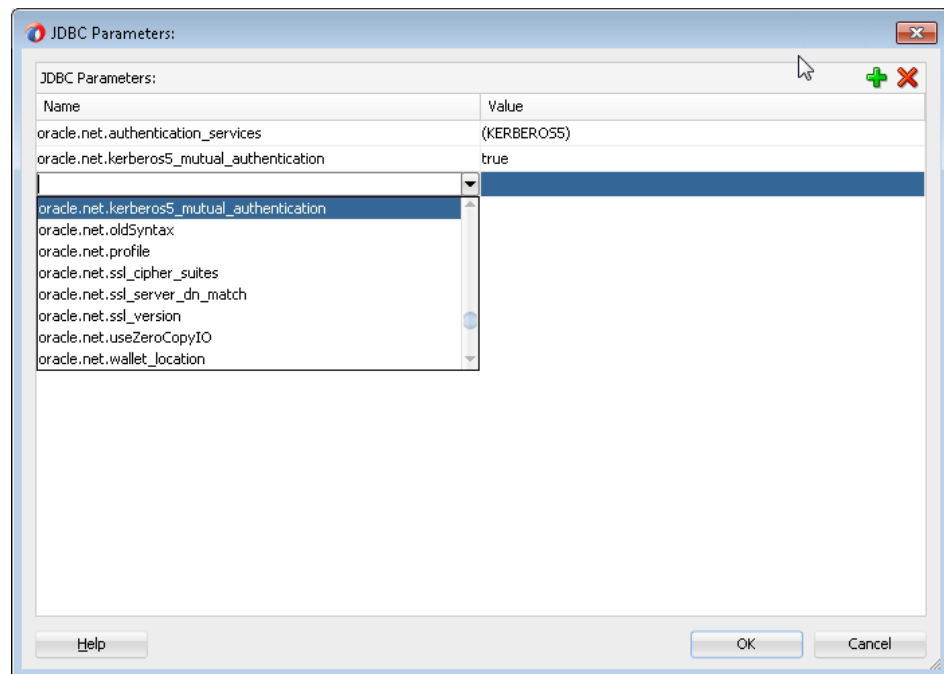 JDBC Parameters:
JDBC Parameters:
Name Value
oracle.net.authentication_services (KERBEROS5)
oracle.net.kerberos5_mutual_authentication true
oracle.net.kerberos5_mutual_authentication
oracle.net.oldSyntax
oracle.net.profile
oracle.net.ssl_cipher_suites
oracle.net.ssl_server_dn_match
oracle.net.ssl_version
oracle.net.useZeroCopyIO
oracle.net.wallet_location
Help OK Cancel